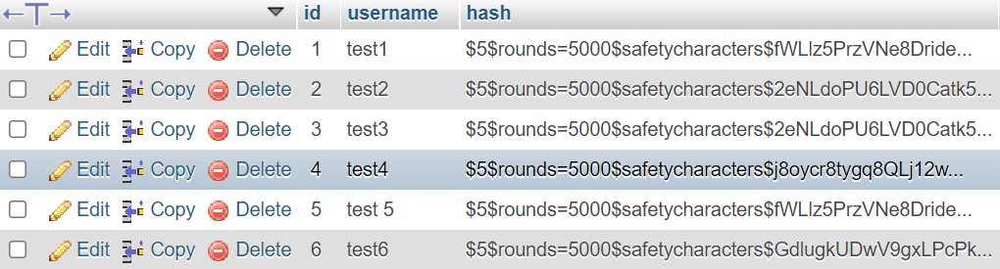 id username hash
Edit Copy Delete 1 test1 $5$rounds=5000$safetycharacters$fWLlz5PrzVNe8Dride...
Edit Copy Delete 2 test2 $5$rounds=5000$safetycharacters$2eNLdoPU6LVD0Catk5...
Edit Copy Delete 3 test3 $5$rounds=5000$safetycharacters$2eNLdoPU6LVD0Catk5...
Edit Copy Delete 4 test4 $5$rounds=5000$safetycharacters$j8oycr8tygq8QLj12w...
Edit Copy Delete 5 test 5 $5$rounds=5000$safetycharacters$fWLlz5PrzVNe8Dride...
Edit Copy Delete 6 test6 $5$rounds=5000$safetycharacters$GdlugkUDwV9gxLPcPk...